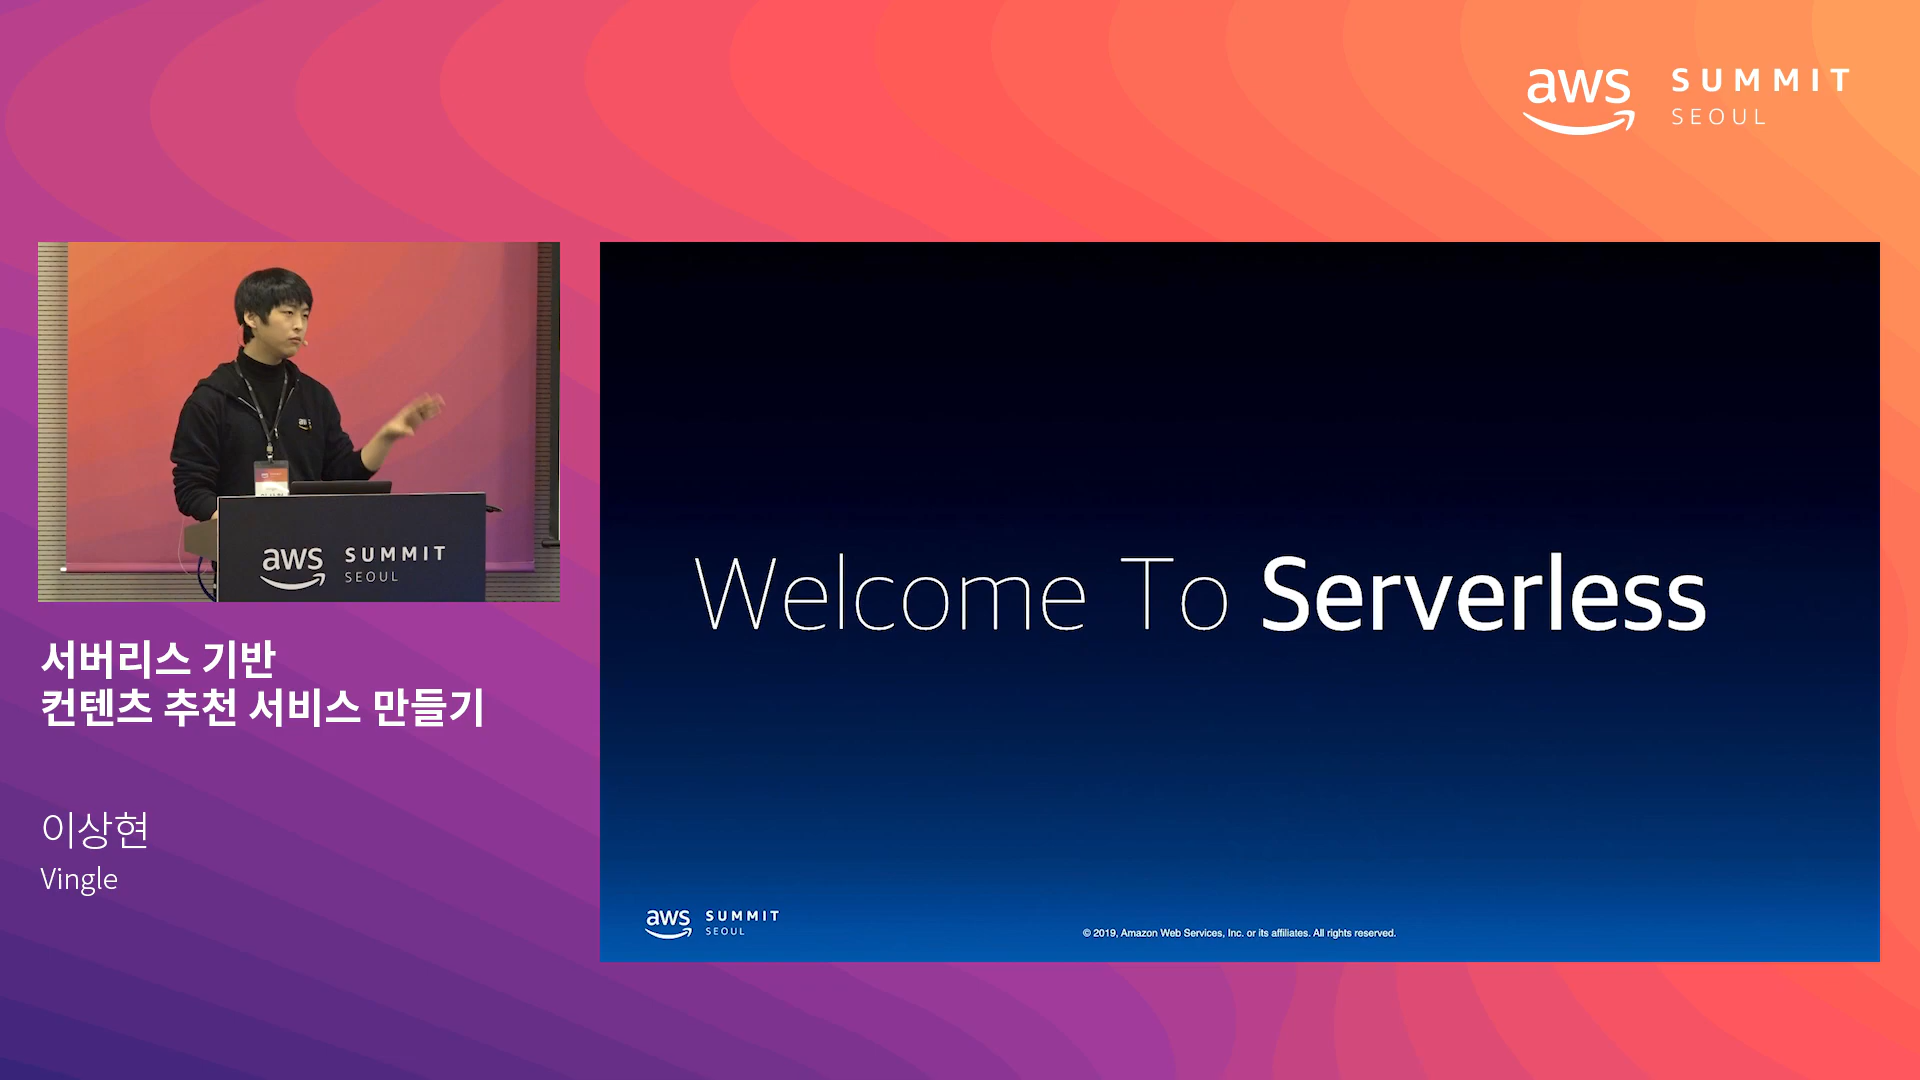 aws SUMMIT
SEOUL
aws SUMMIT
SEOUL
서버리스 기반
컨텐츠 추천 서비스 만들기
이상현
Vingle
Welcome To Serverless
aws SUMMIT
SEOUL
© 2019, Amazon Web Services, Inc. or its affiliates. All rights reserved.